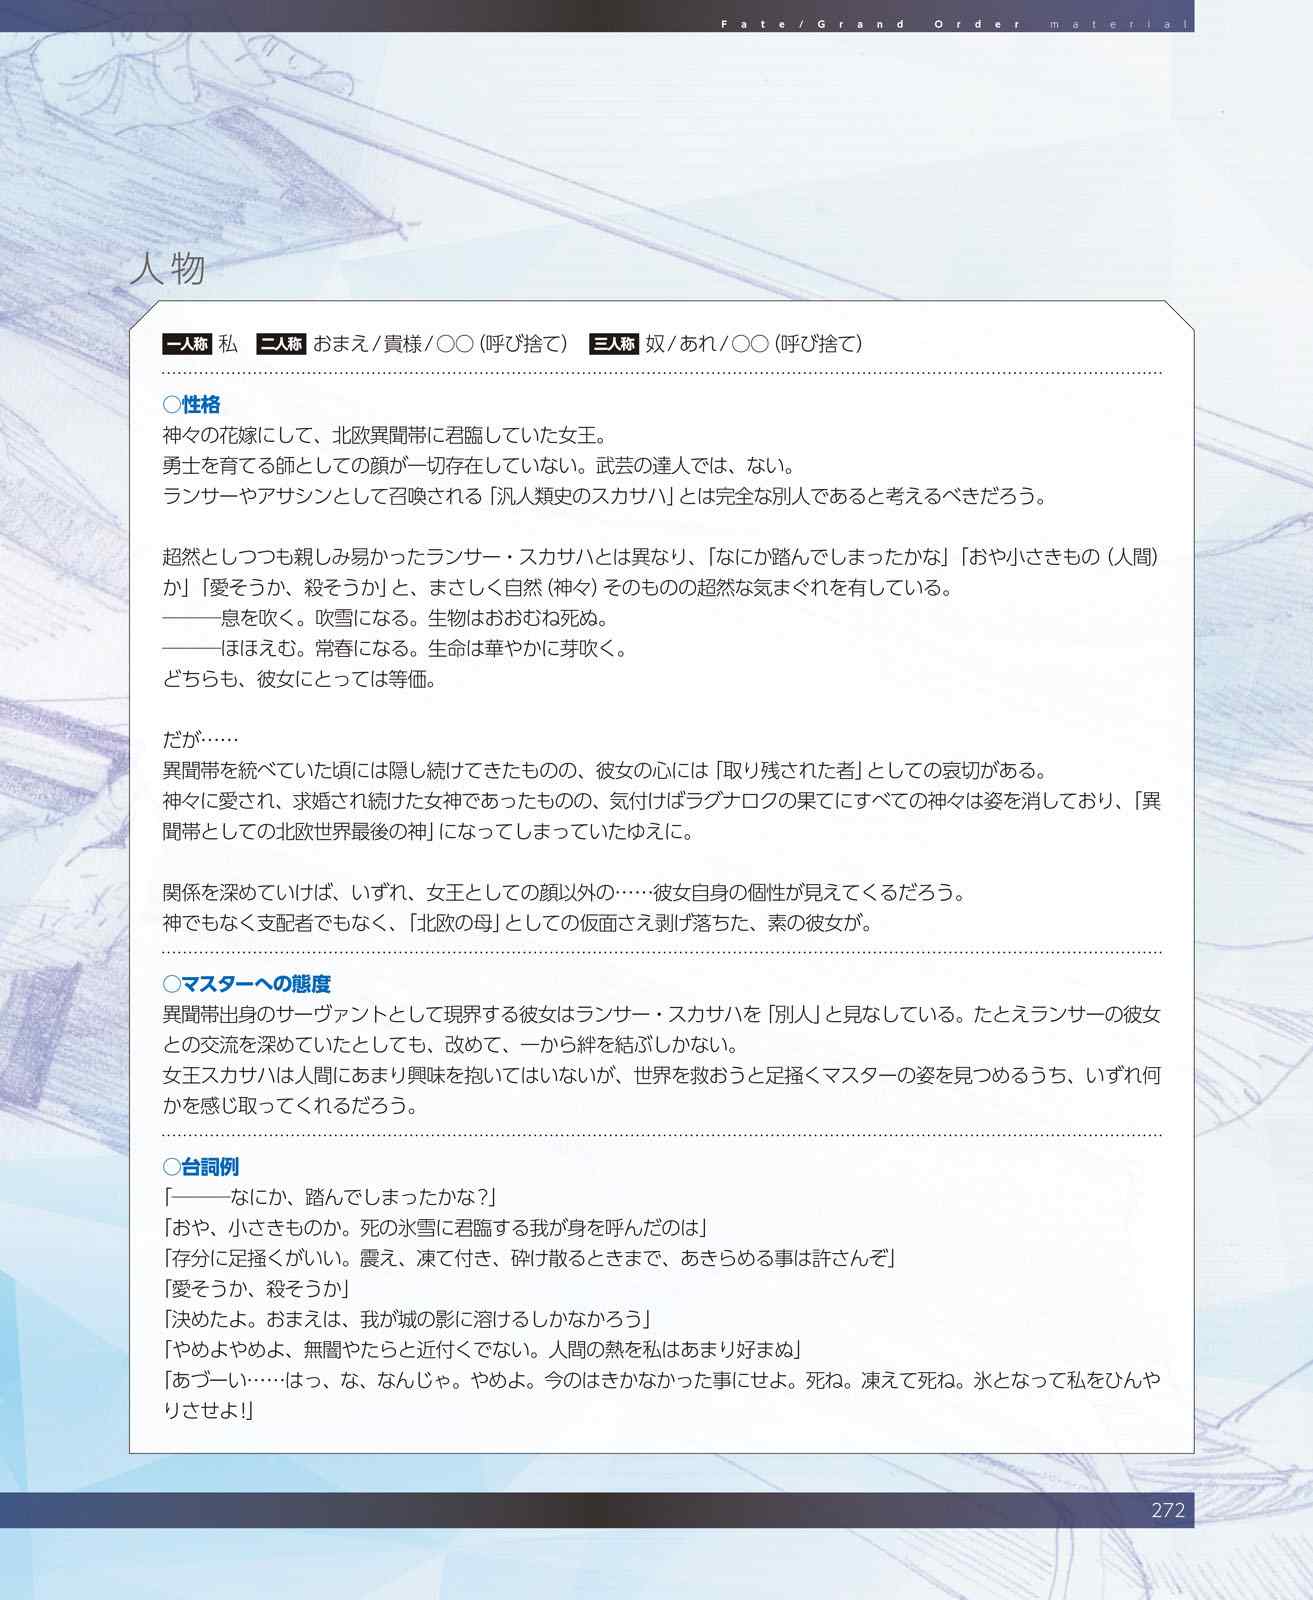 Fate/Grand Order material
人物
一人称 私 二人称 おまえ/貴様/○○(呼び捨て) 三人称 奴/あれ/○○(呼び捨て)
○性格
神々の花嫁にして、北欧異聞帯に君臨していた女王。
勇士を育てる師としての顔が一切存在していない。武芸の達人では、ない。
ランサーやアサシンとして召喚される「汎人類史のスカサハ」とは完全な別人であると考えるべきだろう。
超然としつつも親しみ易かったランサー・スカサハとは異なり、「なにか踏んでしまったかな」「おや小さきもの(人間)
か」「愛そうか、殺そうか」と、まさしく自然(神々)そのものの超然な気まぐれを有している。
───息を吹く。吹雪になる。生物はおおむね死ぬ。
───ほほえむ。常春になる。生命は華やかに芽吹く。
どちらも、彼女にとっては等価。
だが……
異聞帯を統べていた頃には隠し続けてきたものの、彼女の心には「取り残された者」としての哀切がある。
神々に愛され、求婚され続けた女神であったものの、気付けばラグナロクの果てにすべての神々は姿を消しており、「異
聞帯としての北欧世界最後の神」になってしまっていたゆえに。
関係を深めていけば、いずれ、女王としての顔以外の……彼女自身の個性が見えてくるだろう。
神でもなく支配者でもなく、「北欧の母」としての仮面さえ剥げ落ちた、素の彼女が。
○マスターへの態度
異聞帯出身のサーヴァントとして現界する彼女はランサー・スカサハを「別人」と見なしている。たとえランサーの彼女
との交流を深めていたとしても、改めて、一から絆を結ぶしかない。
女王スカサハは人間にあまり興味を抱いてはいないが、世界を救おうと足掻くマスターの姿を見つめるうち、いずれ何
かを感じ取ってくれるだろう。
○台詞例
「───なにか、踏んでしまったかな?」
「おや、小さきものか。死の氷雪に君臨する我が身を呼んだのは」
「存分に足掻くがいい。震え、凍て付き、砕け散るときまで、あきらめる事は許さんぞ」
「愛そうか、殺そうか」
「決めたよ。おまえは、我が城の影に溶けるしかなかろう」
「やめよやめよ、無闇やたらと近付くでない。人間の熱を私はあまり好まぬ」
「あづーい……はっ、な、なんじゃ。やめよ。今のはきかなかった事にせよ。死ね。凍えて死ね。氷となって私をひんや
りさせよ!」
272